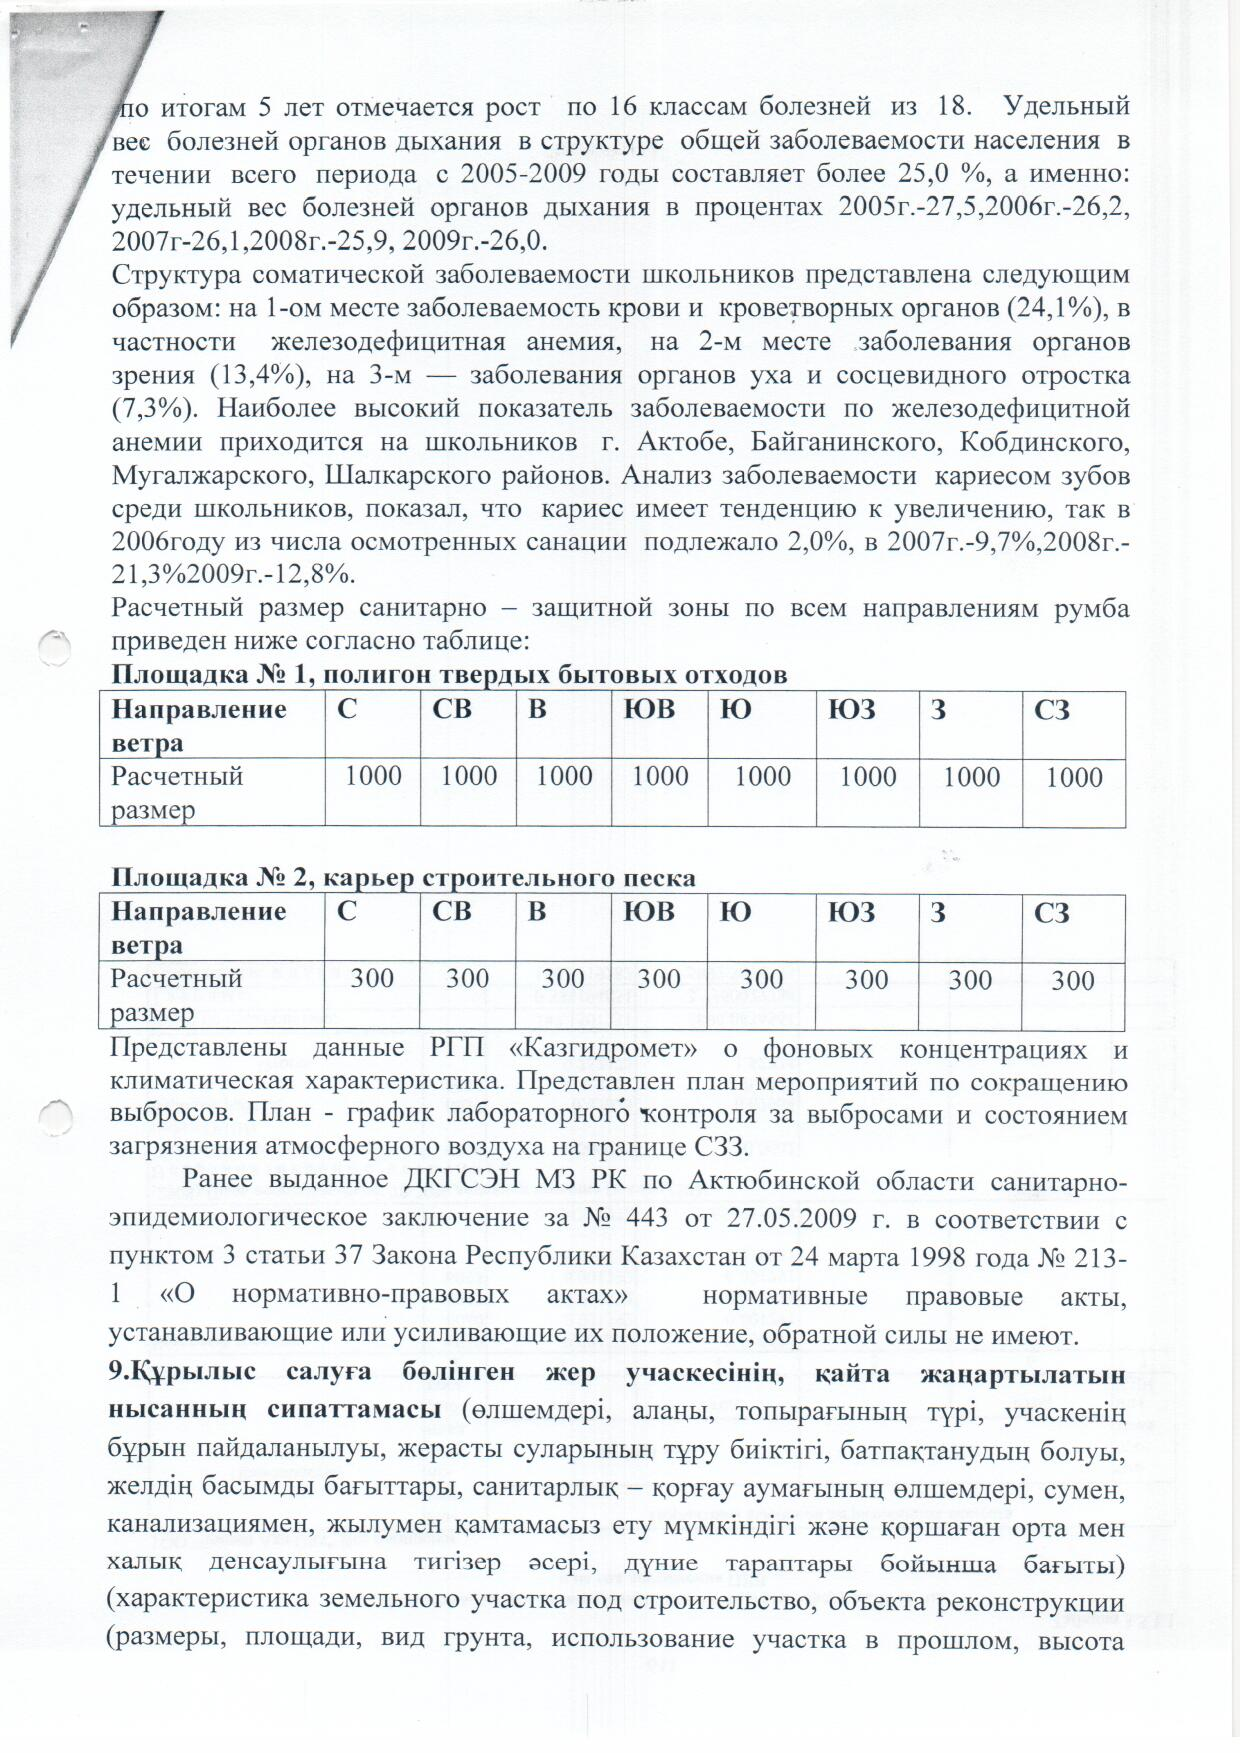 по итогам 5 лет отмечается рост по 16 классам болезней из 18. Удельный
вес болезней органов дыхания в структуре общей заболеваемости населения в
течении всего периода с 2005-2009 годы составляет более 25,0 %, а именно:
удельный вес болезней органов дыхания в процентах 2005г.-27,5,2006г.-26,2,
2007г-26,1,2008г.-25,9, 2009г.-26,0.
Структура соматической заболеваемости школьников представлена следующим
образом: на 1-ом месте заболеваемость крови и кроветворных органов (24,1%), в
частности железодефицитная анемия, на 2-м месте заболевания органов
зрения (13,4%), на 3-м — заболевания органов уха и сосцевидного отростка
(7,3%). Наиболее высокий показатель заболеваемости по железодефицитной
анемии приходится на школьников г. Актобе, Байганинского, Кобдинского,
Мугалжарского, Шалкарского районов. Анализ заболеваемости кариесом зубов
среди школьников, показал, что кариес имеет тенденцию к увеличению, так в
2006году из числа осмотренных санации подлежало 2,0%, в 2007г.-9,7%,2008г.-
21,3%2009г.-12,8%.
Расчетный размер санитарно – защитной зоны по всем направлениям румба
приведен ниже согласно таблице:
Площадка № 1, полигон твердых бытовых отходов
Направление ветра С СВ В ЮВ Ю ЮЗ З СЗ
Расчетный размер 1000 1000 1000 1000 1000 1000 1000 1000
Площадка № 2, карьер строительного песка
Направление ветра С СВ В ЮВ Ю ЮЗ З СЗ
Расчетный размер 300 300 300 300 300 300 300 300
Представлены данные РГП «Казгидромет» о фоновых концентрациях и
климатическая характеристика. Представлен план мероприятий по сокращению
выбросов. План - график лабораторного контроля за выбросами и состоянием
загрязнения атмосферного воздуха на границе СЗЗ.
Ранее выданное ДКГСЭН МЗ РК по Актюбинской области санитарно-
эпидемиологическое заключение за № 443 от 27.05.2009 г. в соответствии с
пунктом 3 статьи 37 Закона Республики Казахстан от 24 марта 1998 года № 213-
1 «О нормативно-правовых актах» нормативные правовые акты,
устанавливающие или усиливающие их положение, обратной силы не имеют.
9.Құрылыс салуға бөлінген жер учаскесінің, қайта жаңартылатын
нысанның сипаттамасы (өлшемдері, алаңы, топырағының түрі, учаскенің
бұрын пайдаланылуы, жерасты суларының тұру биіктігі, батпақтанудың болуы,
желдің басымды бағыттары, санитарлық – қорғау аумағының өлшемдері, сумен,
канализациямен, жылумен қамтамасыз ету мүмкіндігі және қоршаған орта мен
халық денсаулығына тигізер әсері, дүние тараптары бойынша бағыты)
(характеристика земельного участка под строительство, объекта реконструкции
(размеры, площади, вид грунта, использование участка в прошлом, высота